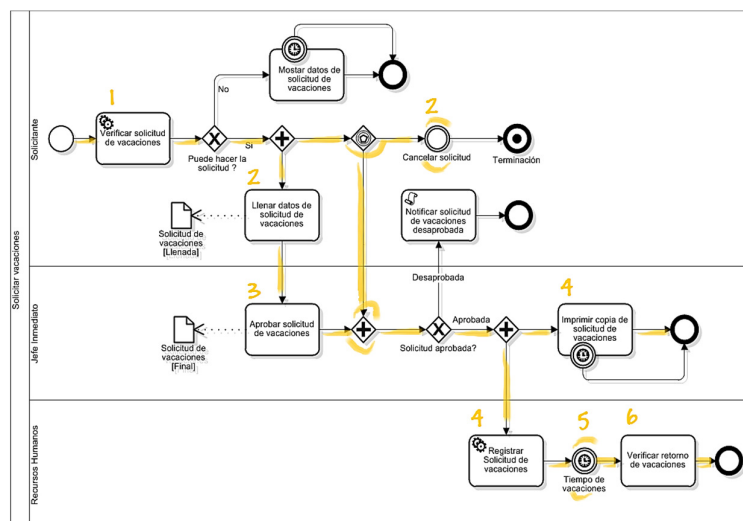 Solicitar vacaciones
Solicitante
1
Verificar solicitud
de vacaciones
No
Mostar datos de
solicitud de
vacaciones
Puede hacer la
solicitud ?
Si
2
Cancelar solicitud
Terminación
2
Llenar datos de
solicitud de
vacaciones
Solicitud de
vacaciones
[Llenada]
Notificar solicitud
de vacaciones
desaprobada
Desaprobada
Jefe Inmediato
3
Aprobar solicitud
de vacaciones
Solicitud de
vacaciones
[Final]
Solicitud aprobada?
Aprobada
4
Imprimir copia de
solicitud de
vacaciones
Recursos Humanos
4
Registrar
Solicitud de
vacaciones
5
Tiempo de
vacaciones
6
Verificar retorno
de vacaciones